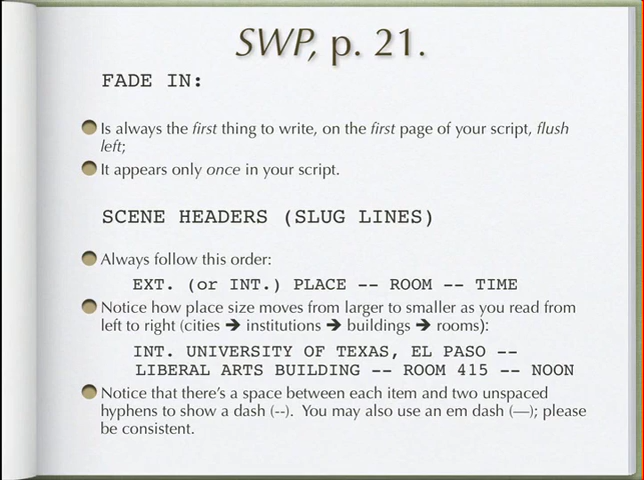 SWP, p. 21.
FADE IN:
Is always the first thing to write, on the first page of your script, flush
left;
It appears only once in your script.
SCENE HEADERS (SLUG LINES)
Always follow this order:
EXT. (or INT.) PLACE -- ROOM -- TIME
Notice how place size moves from larger to smaller as you read from
left to right (cities ➔ institutions ➔ buildings ➔ rooms):
INT. UNIVERSITY OF TEXAS, EL PASO --
LIBERAL ARTS BUILDING -- ROOM 415 -- NOON
Notice that there's a space between each item and two unspaced
hyphens to show a dash (--). You may also use an em dash (—); please
be consistent.